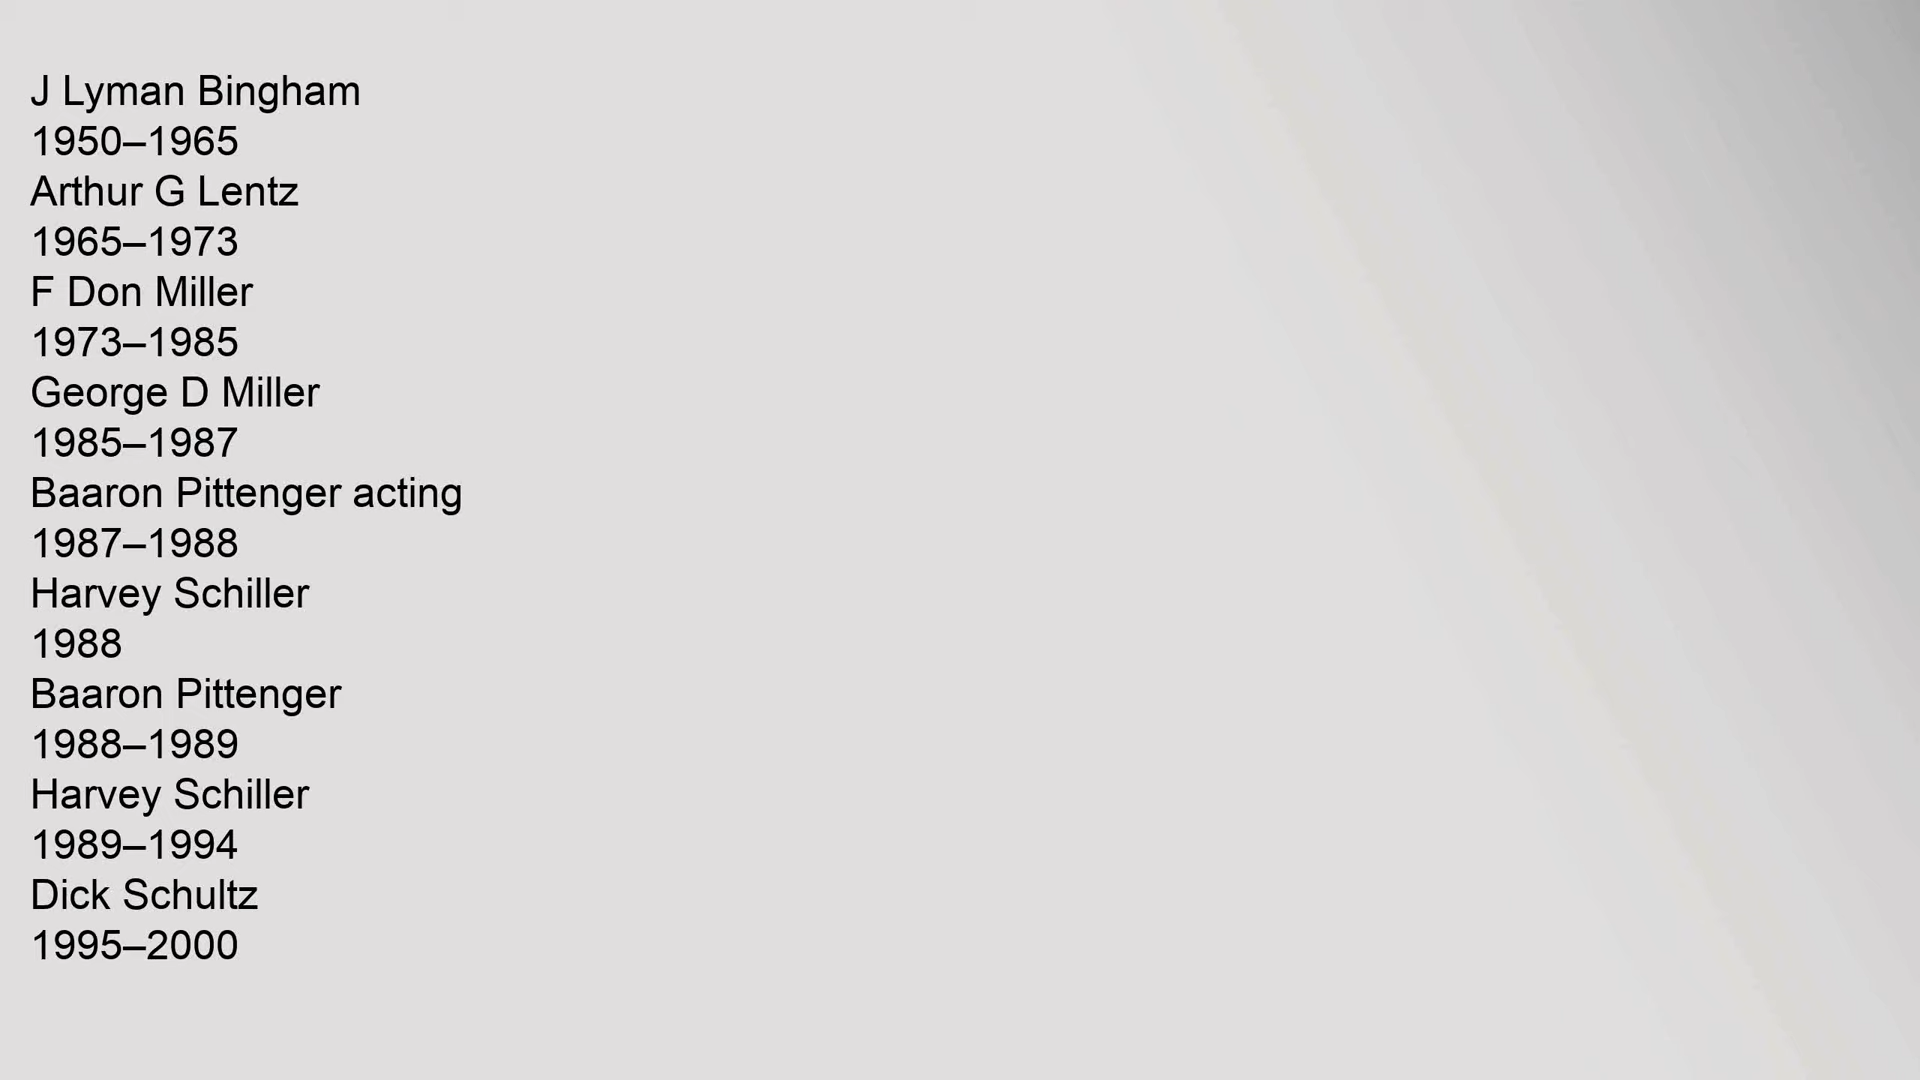 J Lyman Bingham
1950–1965
Arthur G Lentz
1965–1973
F Don Miller
1973–1985
George D Miller
1985–1987
Baaron Pittenger acting
1987–1988
Harvey Schiller
1988
Baaron Pittenger
1988–1989
Harvey Schiller
1989–1994
Dick Schultz
1995–2000